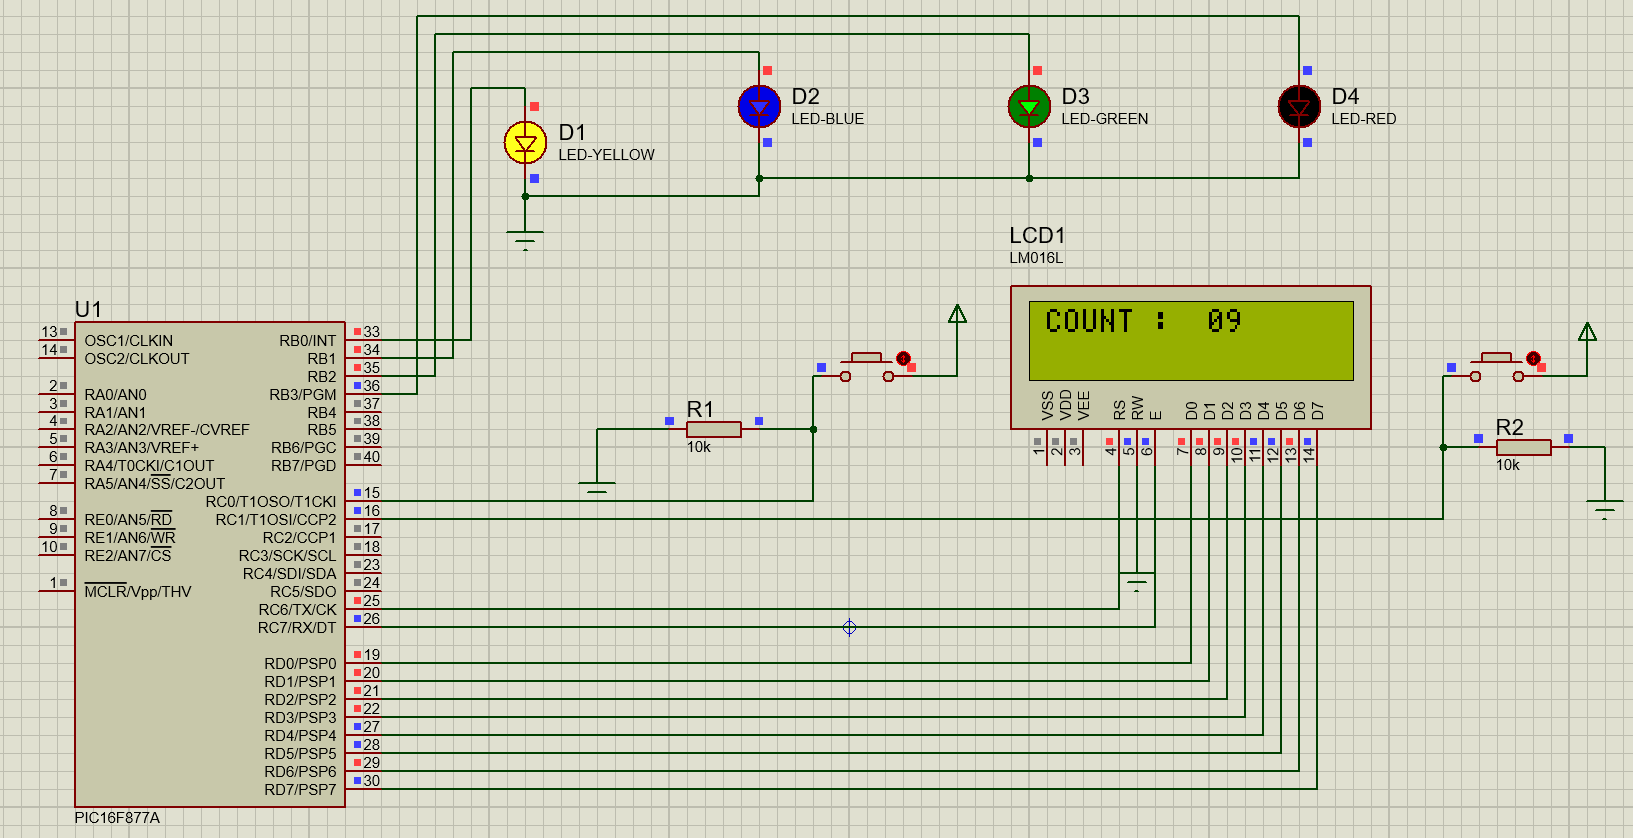 D1
LED-YELLOW
D2
LED-BLUE
D3
LED-GREEN
D4
LED-RED
LCD1
LM016L
COUNT : 09
VSS
VDD
VEE
RS
RW
E
D0
D1
D2
D3
D4
D5
D6
D7
1
2
3
4
5
6
7
8
9
10
11
12
13
14
R1
10k
R2
10k
U1
13 OSC1/CLKIN
14 OSC2/CLKOUT
2 RA0/AN0
3 RA1/AN1
4 RA2/AN2/VREF-/CVREF
5 RA3/AN3/VREF+
6 RA4/T0CKI/C1OUT
7 RA5/AN4/SS/C2OUT
8 RE0/AN5/RD
9 RE1/AN6/WR
10 RE2/AN7/CS
1 MCLR/Vpp/THV
RB0/INT 33
RB1 34
RB2 35
RB3/PGM 36
RB4 37
RB5 38
RB6/PGC 39
RB7/PGD 40
RC0/T1OSO/T1CKI 15
RC1/T1OSI/CCP2 16
RC2/CCP1 17
RC3/SCK/SCL 18
RC4/SDI/SDA 23
RC5/SDO 24
RC6/TX/CK 25
RC7/RX/DT 26
RD0/PSP0 19
RD1/PSP1 20
RD2/PSP2 21
RD3/PSP3 22
RD4/PSP4 27
RD5/PSP5 28
RD6/PSP6 29
RD7/PSP7 30
PIC16F877A